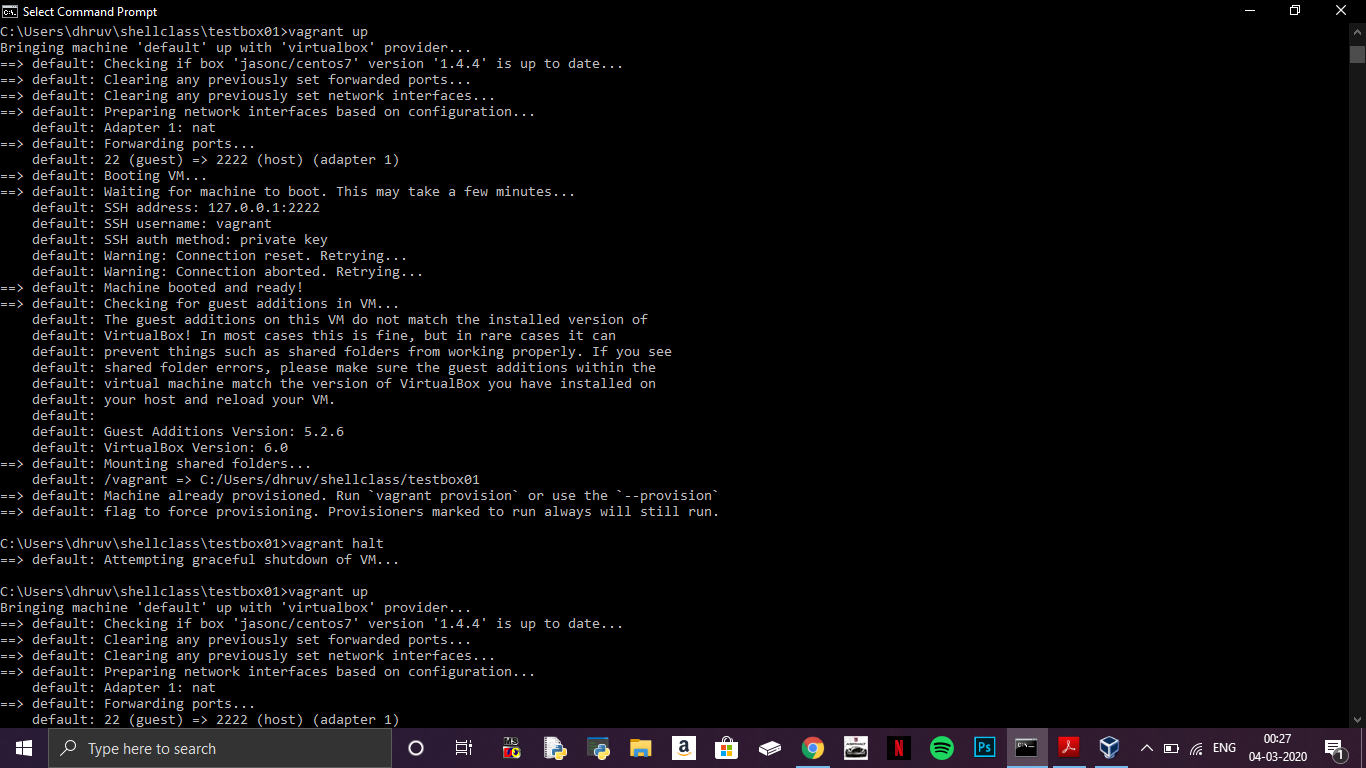 Select Command Prompt
C:\Users\dhruv\shellclass\testbox01>vagrant up
Bringing machine 'default' up with 'virtualbox' provider...
==> default: Checking if box 'jasonc/centos7' version '1.4.4' is up to date...
==> default: Clearing any previously set forwarded ports...
==> default: Clearing any previously set network interfaces...
==> default: Preparing network interfaces based on configuration...
    default: Adapter 1: nat
==> default: Forwarding ports...
    default: 22 (guest) => 2222 (host) (adapter 1)
==> default: Booting VM...
==> default: Waiting for machine to boot. This may take a few minutes...
    default: SSH address: 127.0.0.1:2222
    default: SSH username: vagrant
    default: SSH auth method: private key
    default: Warning: Connection reset. Retrying...
    default: Warning: Connection aborted. Retrying...
==> default: Machine booted and ready!
==> default: Checking for guest additions in VM...
    default: The guest additions on this VM do not match the installed version of
    default: VirtualBox! In most cases this is fine, but in rare cases it can
    default: prevent things such as shared folders from working properly. If you see
    default: shared folder errors, please make sure the guest additions within the
    default: virtual machine match the version of VirtualBox you have installed on
    default: your host and reload your VM.
    default:
    default: Guest Additions Version: 5.2.6
    default: VirtualBox Version: 6.0
==> default: Mounting shared folders...
    default: /vagrant => C:/Users/dhruv/shellclass/testbox01
==> default: Machine already provisioned. Run `vagrant provision` or use the `--provision`
==> default: flag to force provisioning. Provisioners marked to run always will still run.
C:\Users\dhruv\shellclass\testbox01>vagrant halt
==> default: Attempting graceful shutdown of VM...
C:\Users\dhruv\shellclass\testbox01>vagrant up
Bringing machine 'default' up with 'virtualbox' provider...
==> default: Checking if box 'jasonc/centos7' version '1.4.4' is up to date...
==> default: Clearing any previously set forwarded ports...
==> default: Clearing any previously set network interfaces...
==> default: Preparing network interfaces based on configuration...
    default: Adapter 1: nat
==> default: Forwarding ports...
    default: 22 (guest) => 2222 (host) (adapter 1)
Type here to search
a
N
Ps
ENG
00:27
04-03-2020
1